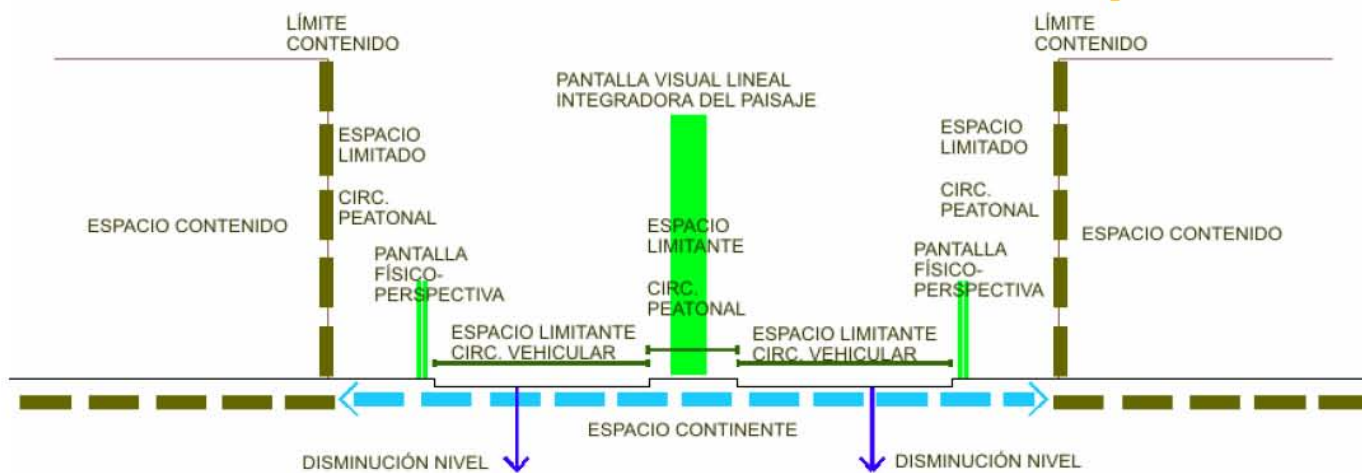 LÍMITE
CONTENIDO
LÍMITE
CONTENIDO
PANTALLA VISUAL LINEAL
INTEGRADORA DEL PAISAJE
ESPACIO
LIMITADO
ESPACIO
LIMITADO
CIRC.
PEATONAL
CIRC.
PEATONAL
ESPACIO CONTENIDO
ESPACIO
LIMITANTE
ESPACIO CONTENIDO
PANTALLA
FÍSICO-
PERSPECTIVA
PANTALLA
FÍSICO-
PERSPECTIVA
CIRC.
PEATONAL
ESPACIO LIMITANTE
CIRC. VEHICULAR
ESPACIO LIMITANTE
CIRC. VEHICULAR
ESPACIO CONTINENTE
DISMINUCIÓN NIVEL
DISMINUCIÓN NIVEL